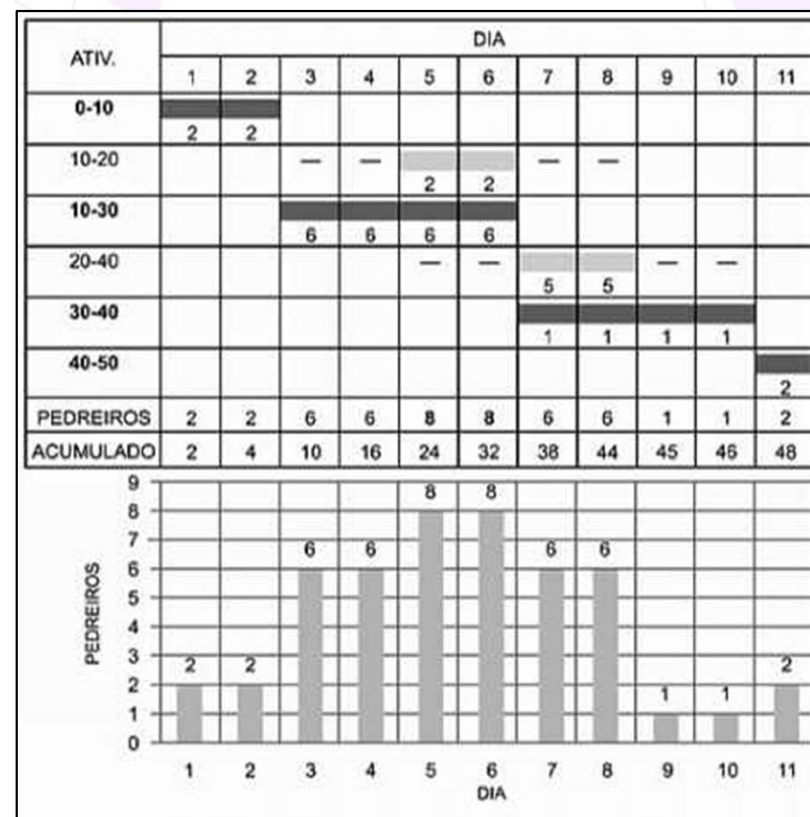 ATIV. DIA
1 2 3 4 5 6 7 8 9 10 11
0-10
2 2
10-20 — — — —
2 2
10-30
6 6 6 6
20-40 — — — —
5 5
30-40
1 1 1 1
40-50
2
PEDREIROS 2 2 6 6 8 8 6 6 1 1 2
ACUMULADO 2 4 10 16 24 32 38 44 45 46 48
PEDREIROS
9
8
7
6
5
4
3
2
1
0
2 2 6 6 8 8 6 6 1 1 2
1 2 3 4 5 6 7 8 9 10 11
DIA